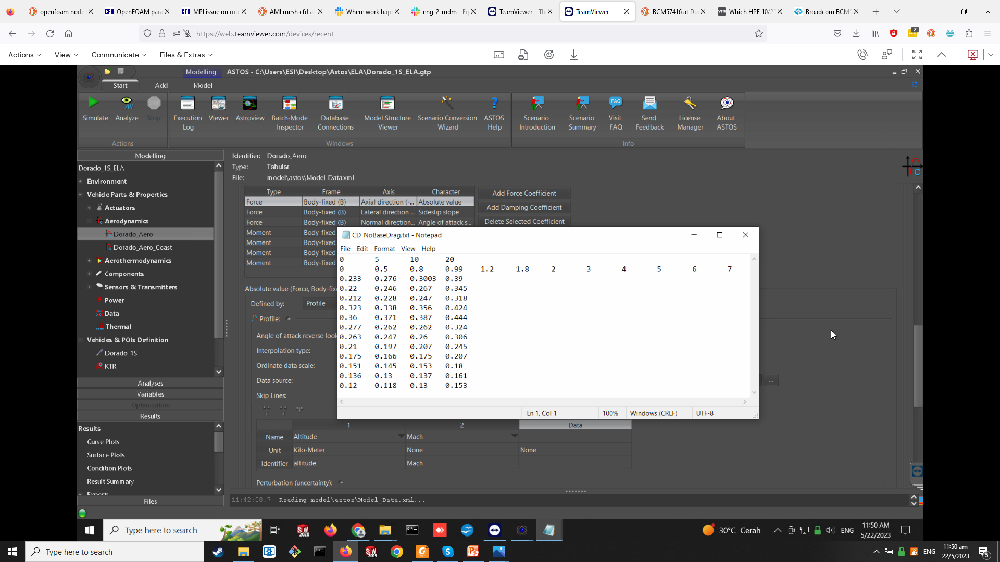 openfoam node
OpenFOAM para
MPI issue on mu
AMI mesh cfd at
Where work hap
eng-2-mdm - Eq
TeamViewer – Th
TeamViewer
BCM57416 at Du
Which HPE 10/25
Broadcom BCM5
https://web.teamviewer.com/devices/recent
2
Actions View Communicate Files & Extras
Modelling ASTOS - C:\Users\ESI\Desktop\Astos\ELA\Dorado_1S_ELA.gtp
Start Add Model
Simulate
Analyze
Stop
Execution Log
Viewer
Astroview
Batch-Mode Inspector
Database Connections
Model Structure Viewer
Scenario Conversion Wizard
ASTOS Help
Scenario Introduction
Scenario Summary
Visit FAQ
Send Feedback
License Manager
About ASTOS
Actions Windows Info
Modelling
Dorado_1S_ELA
Environment
Vehicle Parts & Properties
Actuators
Aerodynamics
Dorado_Aero
Dorado_Aero_Coast
Aerothermodynamics
Components
Sensors & Transmitters
Power
Data
Thermal
Vehicles & POIs Definition
Dorado_1S
KTR
Analyses
Variables
Optimization
Results
Results
Curve Plots
Surface Plots
Condition Plots
Result Summary
Exports
Files
Identifier: Dorado_Aero
Type: Tabular
File: model\astos\Model_Data.xml
Type Frame Axis Character
Force Body-fixed (B) Axial direction (-... Absolute value
Force Body-fixed (B) Lateral direction ... Sideslip slope
Force Body-fixed (B) Normal direction... Angle of attack s...
Moment Body-fixed
Moment Body-fixed
Moment Body-fixed
Moment Body-fixed
Add Force Coefficient
Add Damping Coefficient
Delete Selected Coefficient
Absolute value (Force, Body-fix
Defined by: Profile
Profile:
Angle of attack reverse look
Interpolation type:
Ordinate data scale:
Data source:
...
Skip Lines:
CD_NoBaseDrag.txt - Notepad
File Edit Format View Help
0 5 10 20
0 0.5 0.8 0.99 1.2 1.8 2 3 4 5 6 7
0.233 0.276 0.3003 0.39
0.22 0.246 0.267 0.345
0.212 0.228 0.247 0.318
0.323 0.338 0.356 0.424
0.36 0.371 0.387 0.444
0.277 0.262 0.262 0.324
0.263 0.247 0.26 0.306
0.21 0.197 0.207 0.245
0.175 0.166 0.175 0.207
0.151 0.145 0.153 0.18
0.136 0.13 0.137 0.161
0.12 0.118 0.13 0.153
Ln 1, Col 1 100% Windows (CRLF) UTF-8
1 2 Data
Name Altitude Mach
Unit Kilo-Meter None None
Identifier altitude Mach
Perturbation (uncertainty):
11:42:08.7 Reading model\astos\Model_Data.xml...
Type here to search
30°C Cerah
ENG
11:50 AM
5/22/2023
Type here to search
ENG
11:50 am
22/5/2023
5